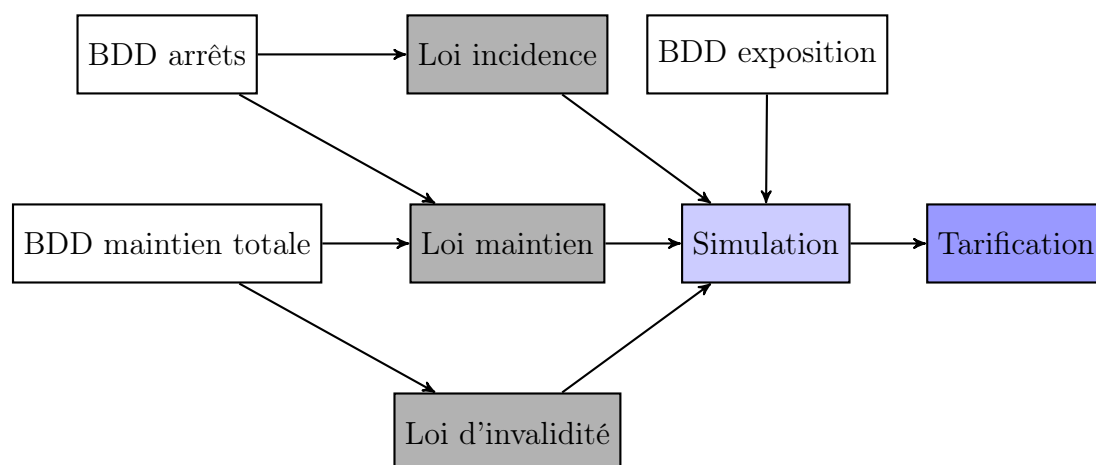 BDD arrêts
Loi incidence
BDD exposition
BDD maintien totale
Loi maintien
Simulation
Tarification
Loi d'invalidité